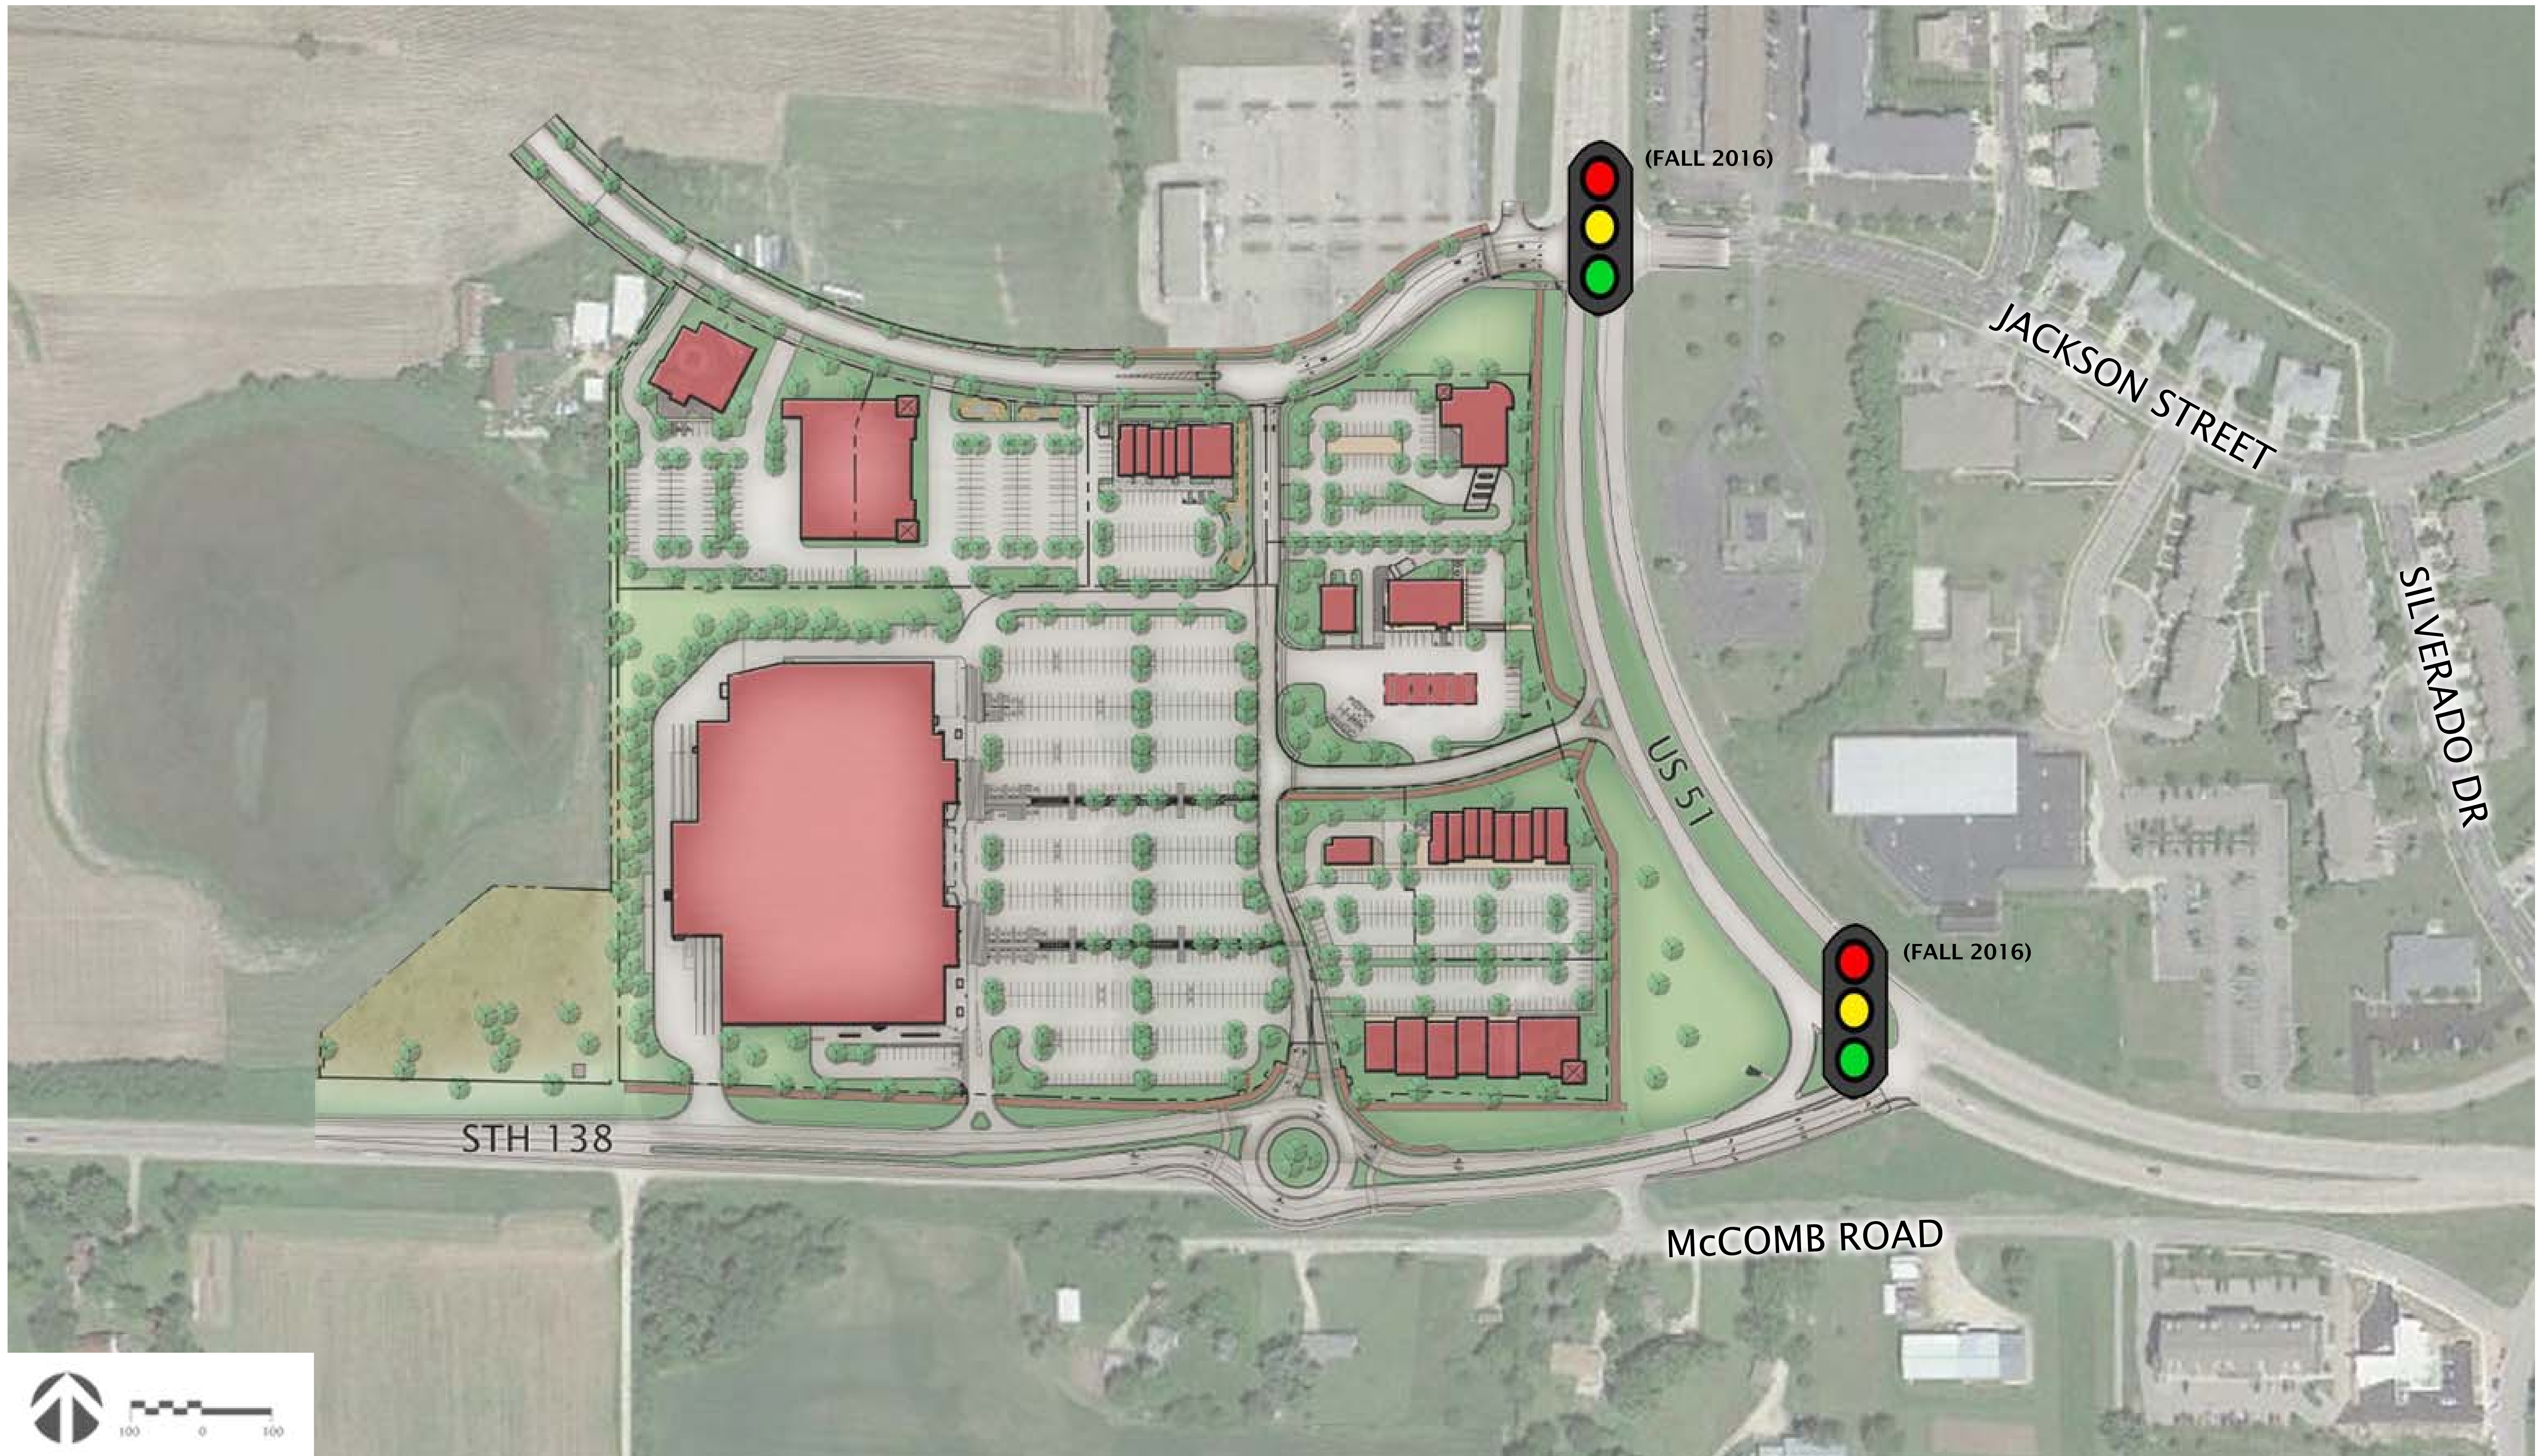 (FALL 2016)
JACKSON STREET
SILVERADO DR
US 51
(FALL 2016)
STH 138
McCOMB ROAD
100 0 100